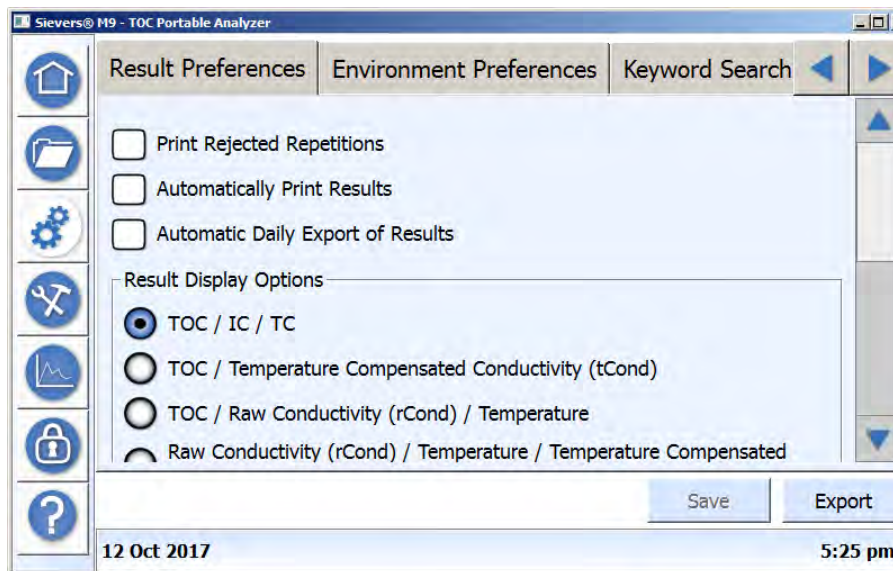 Sievers® M9 - TOC Portable Analyzer
Result Preferences
Environment Preferences
Keyword Search
Print Rejected Repetitions
Automatically Print Results
Automatic Daily Export of Results
Result Display Options
TOC / IC / TC
TOC / Temperature Compensated Conductivity (tCond)
TOC / Raw Conductivity (rCond) / Temperature
Raw Conductivity (rCond) / Temperature / Temperature Compensated
Save
Export
12 Oct 2017
5:25 pm